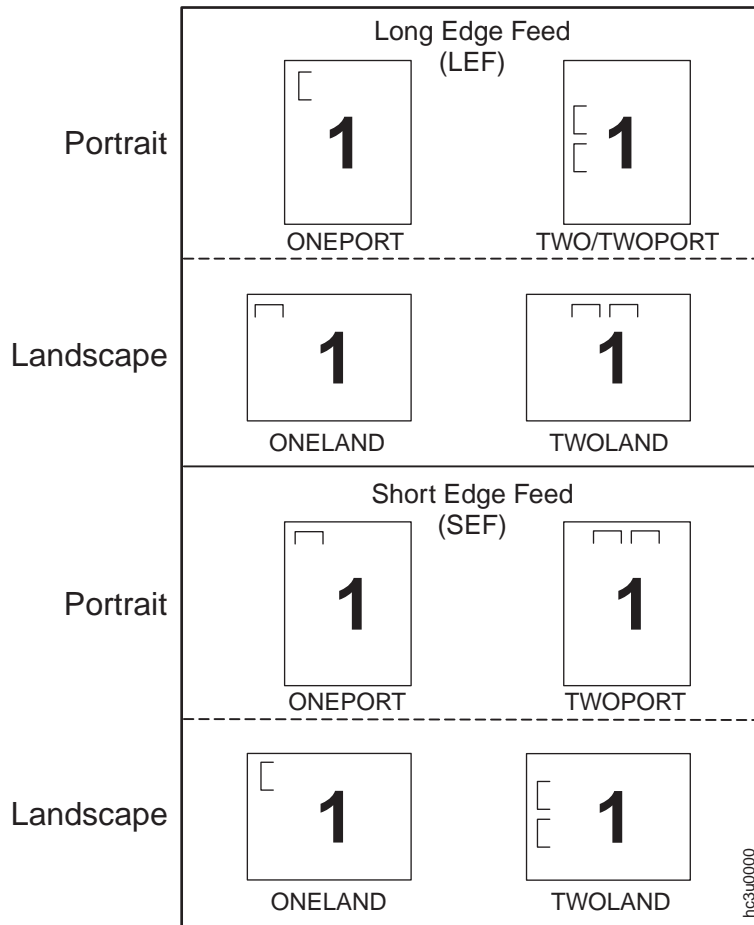 Long Edge Feed
(LEF)
Portrait
1
1
ONEPORT
TWO/TWOPORT
Landscape
1
1
ONELAND
TWOLAND
Short Edge Feed
(SEF)
Portrait
1
1
ONEPORT
TWOPORT
Landscape
1
1
ONELAND
TWOLAND
hc3u0000